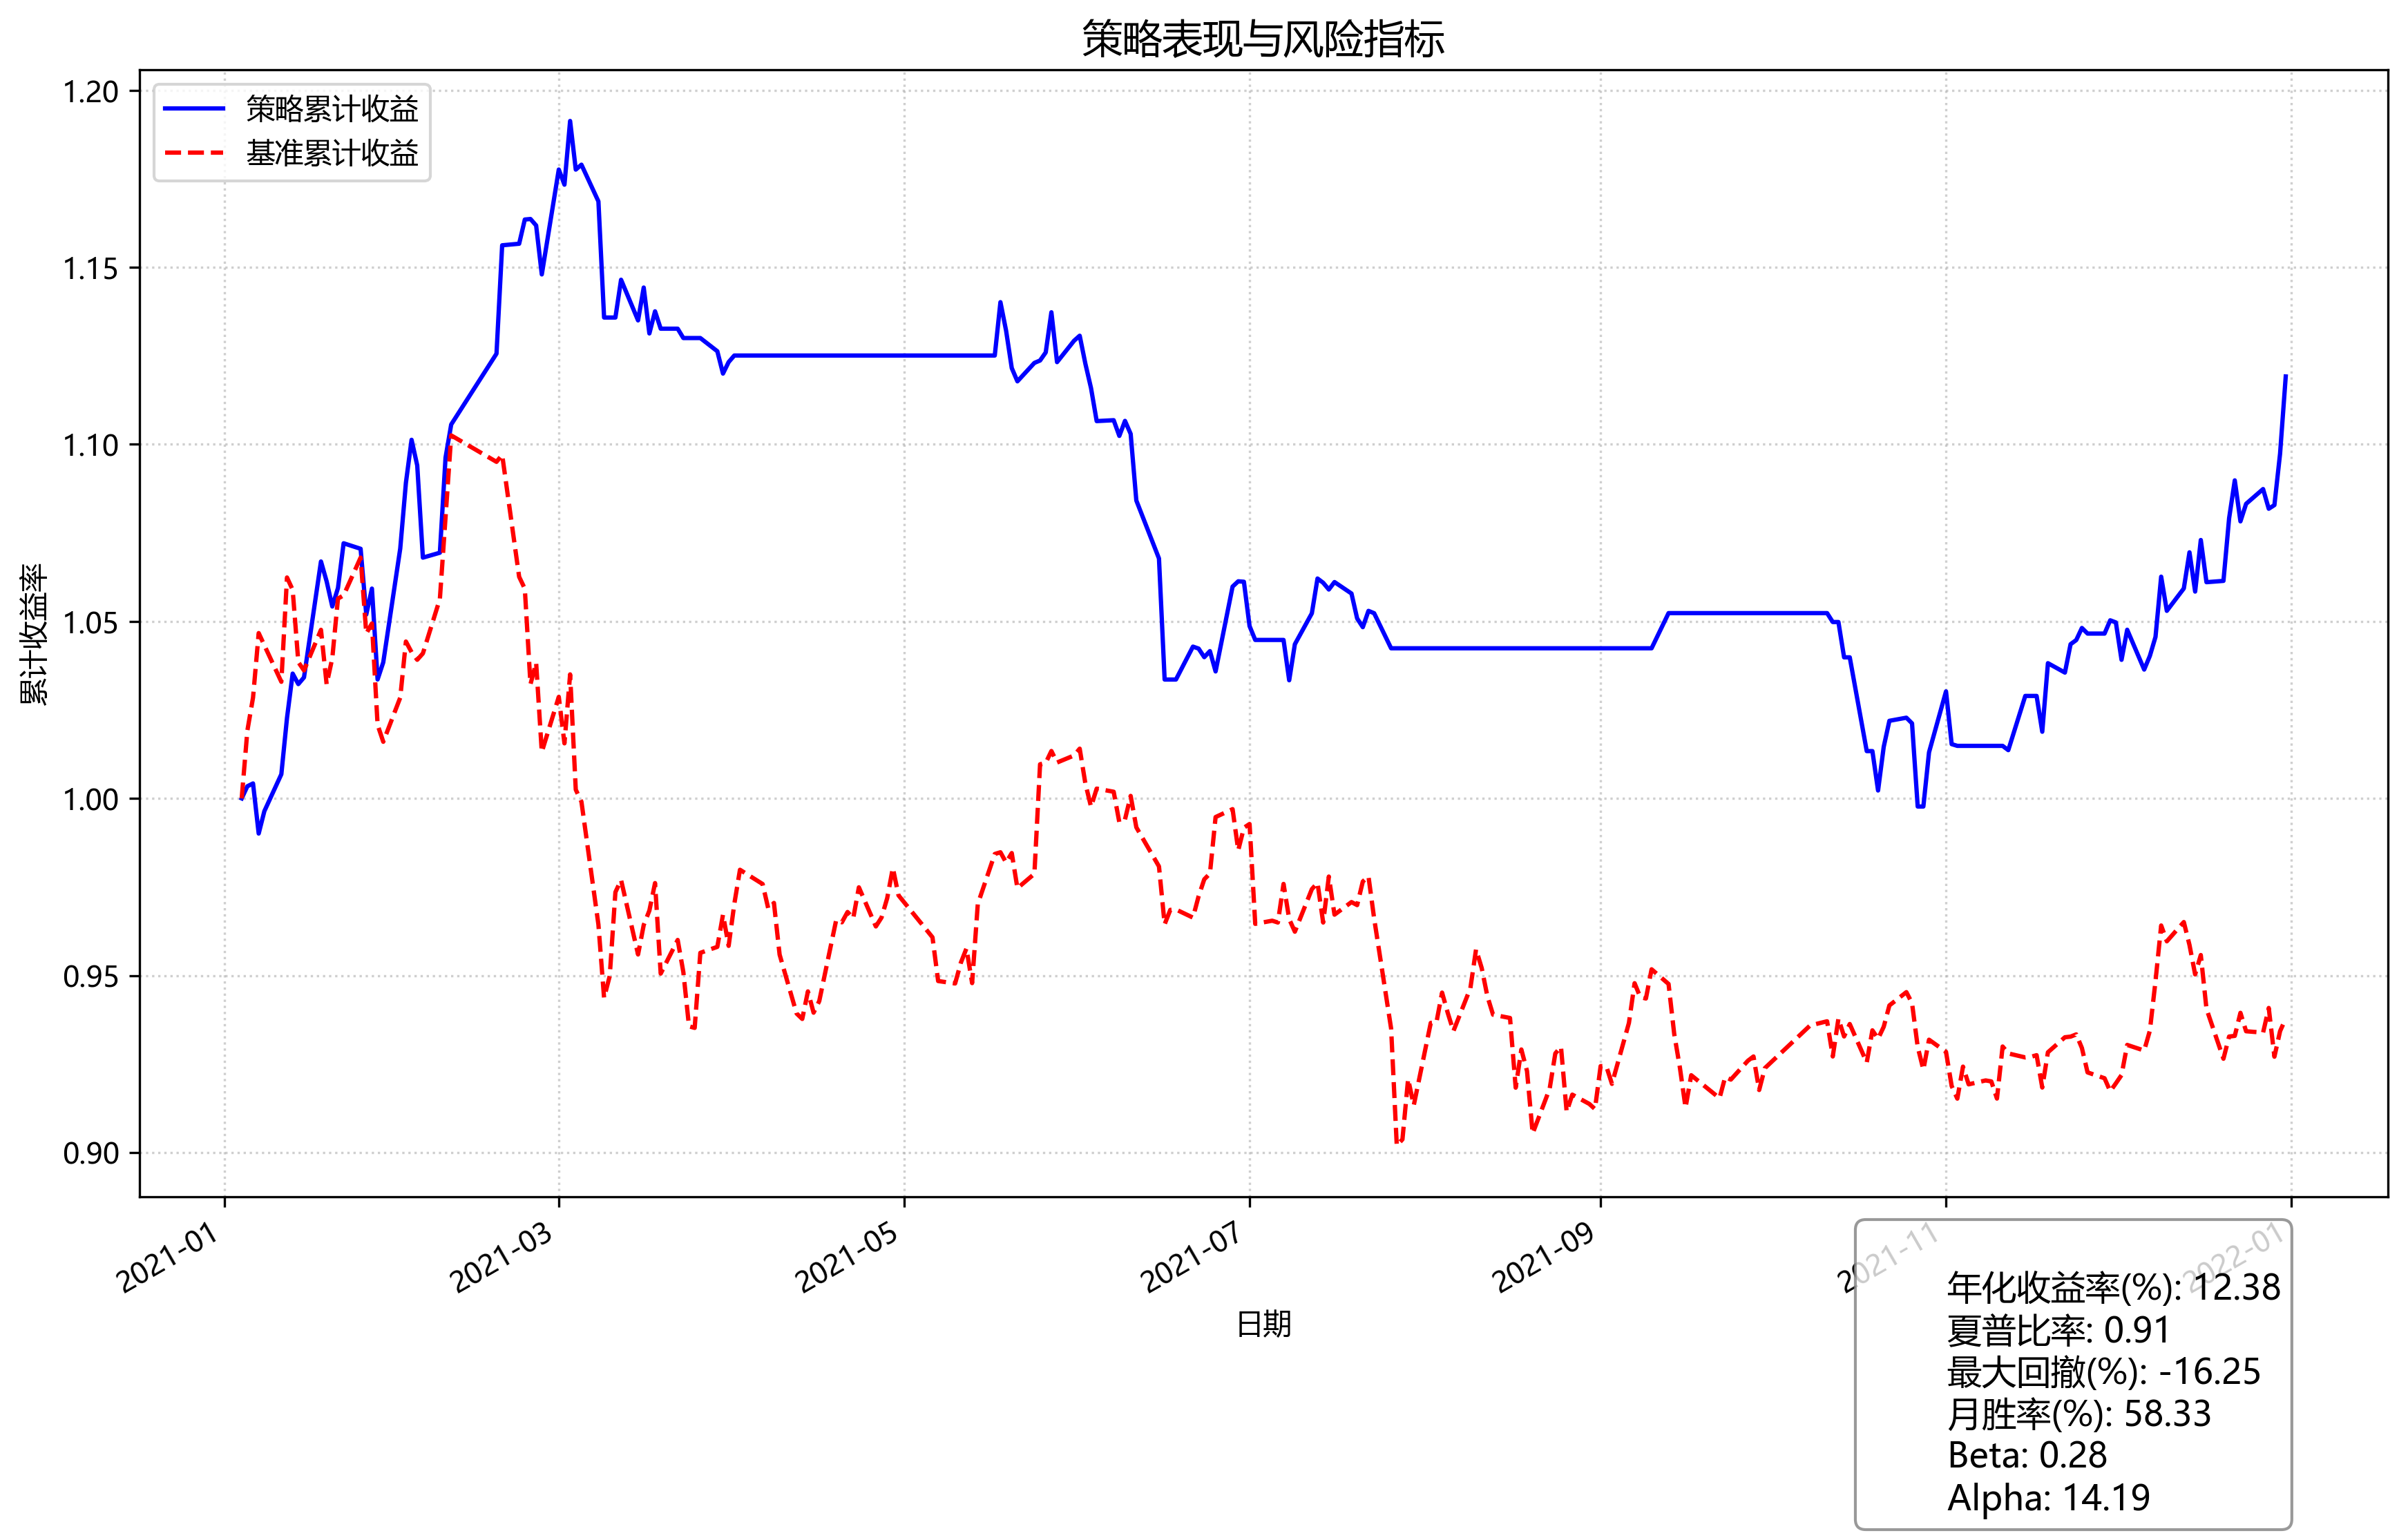 策略表现与风险指标
策略累计收益
基准累计收益
累计收益率
1.20
1.15
1.10
1.05
1.00
0.95
0.90
2021-01
2021-03
2021-05
2021-07
2021-09
2021-11
2022-01
日期
年化收益率(%): 12.38
夏普比率: 0.91
最大回撤(%): -16.25
月胜率(%): 58.33
Beta: 0.28
Alpha: 14.19